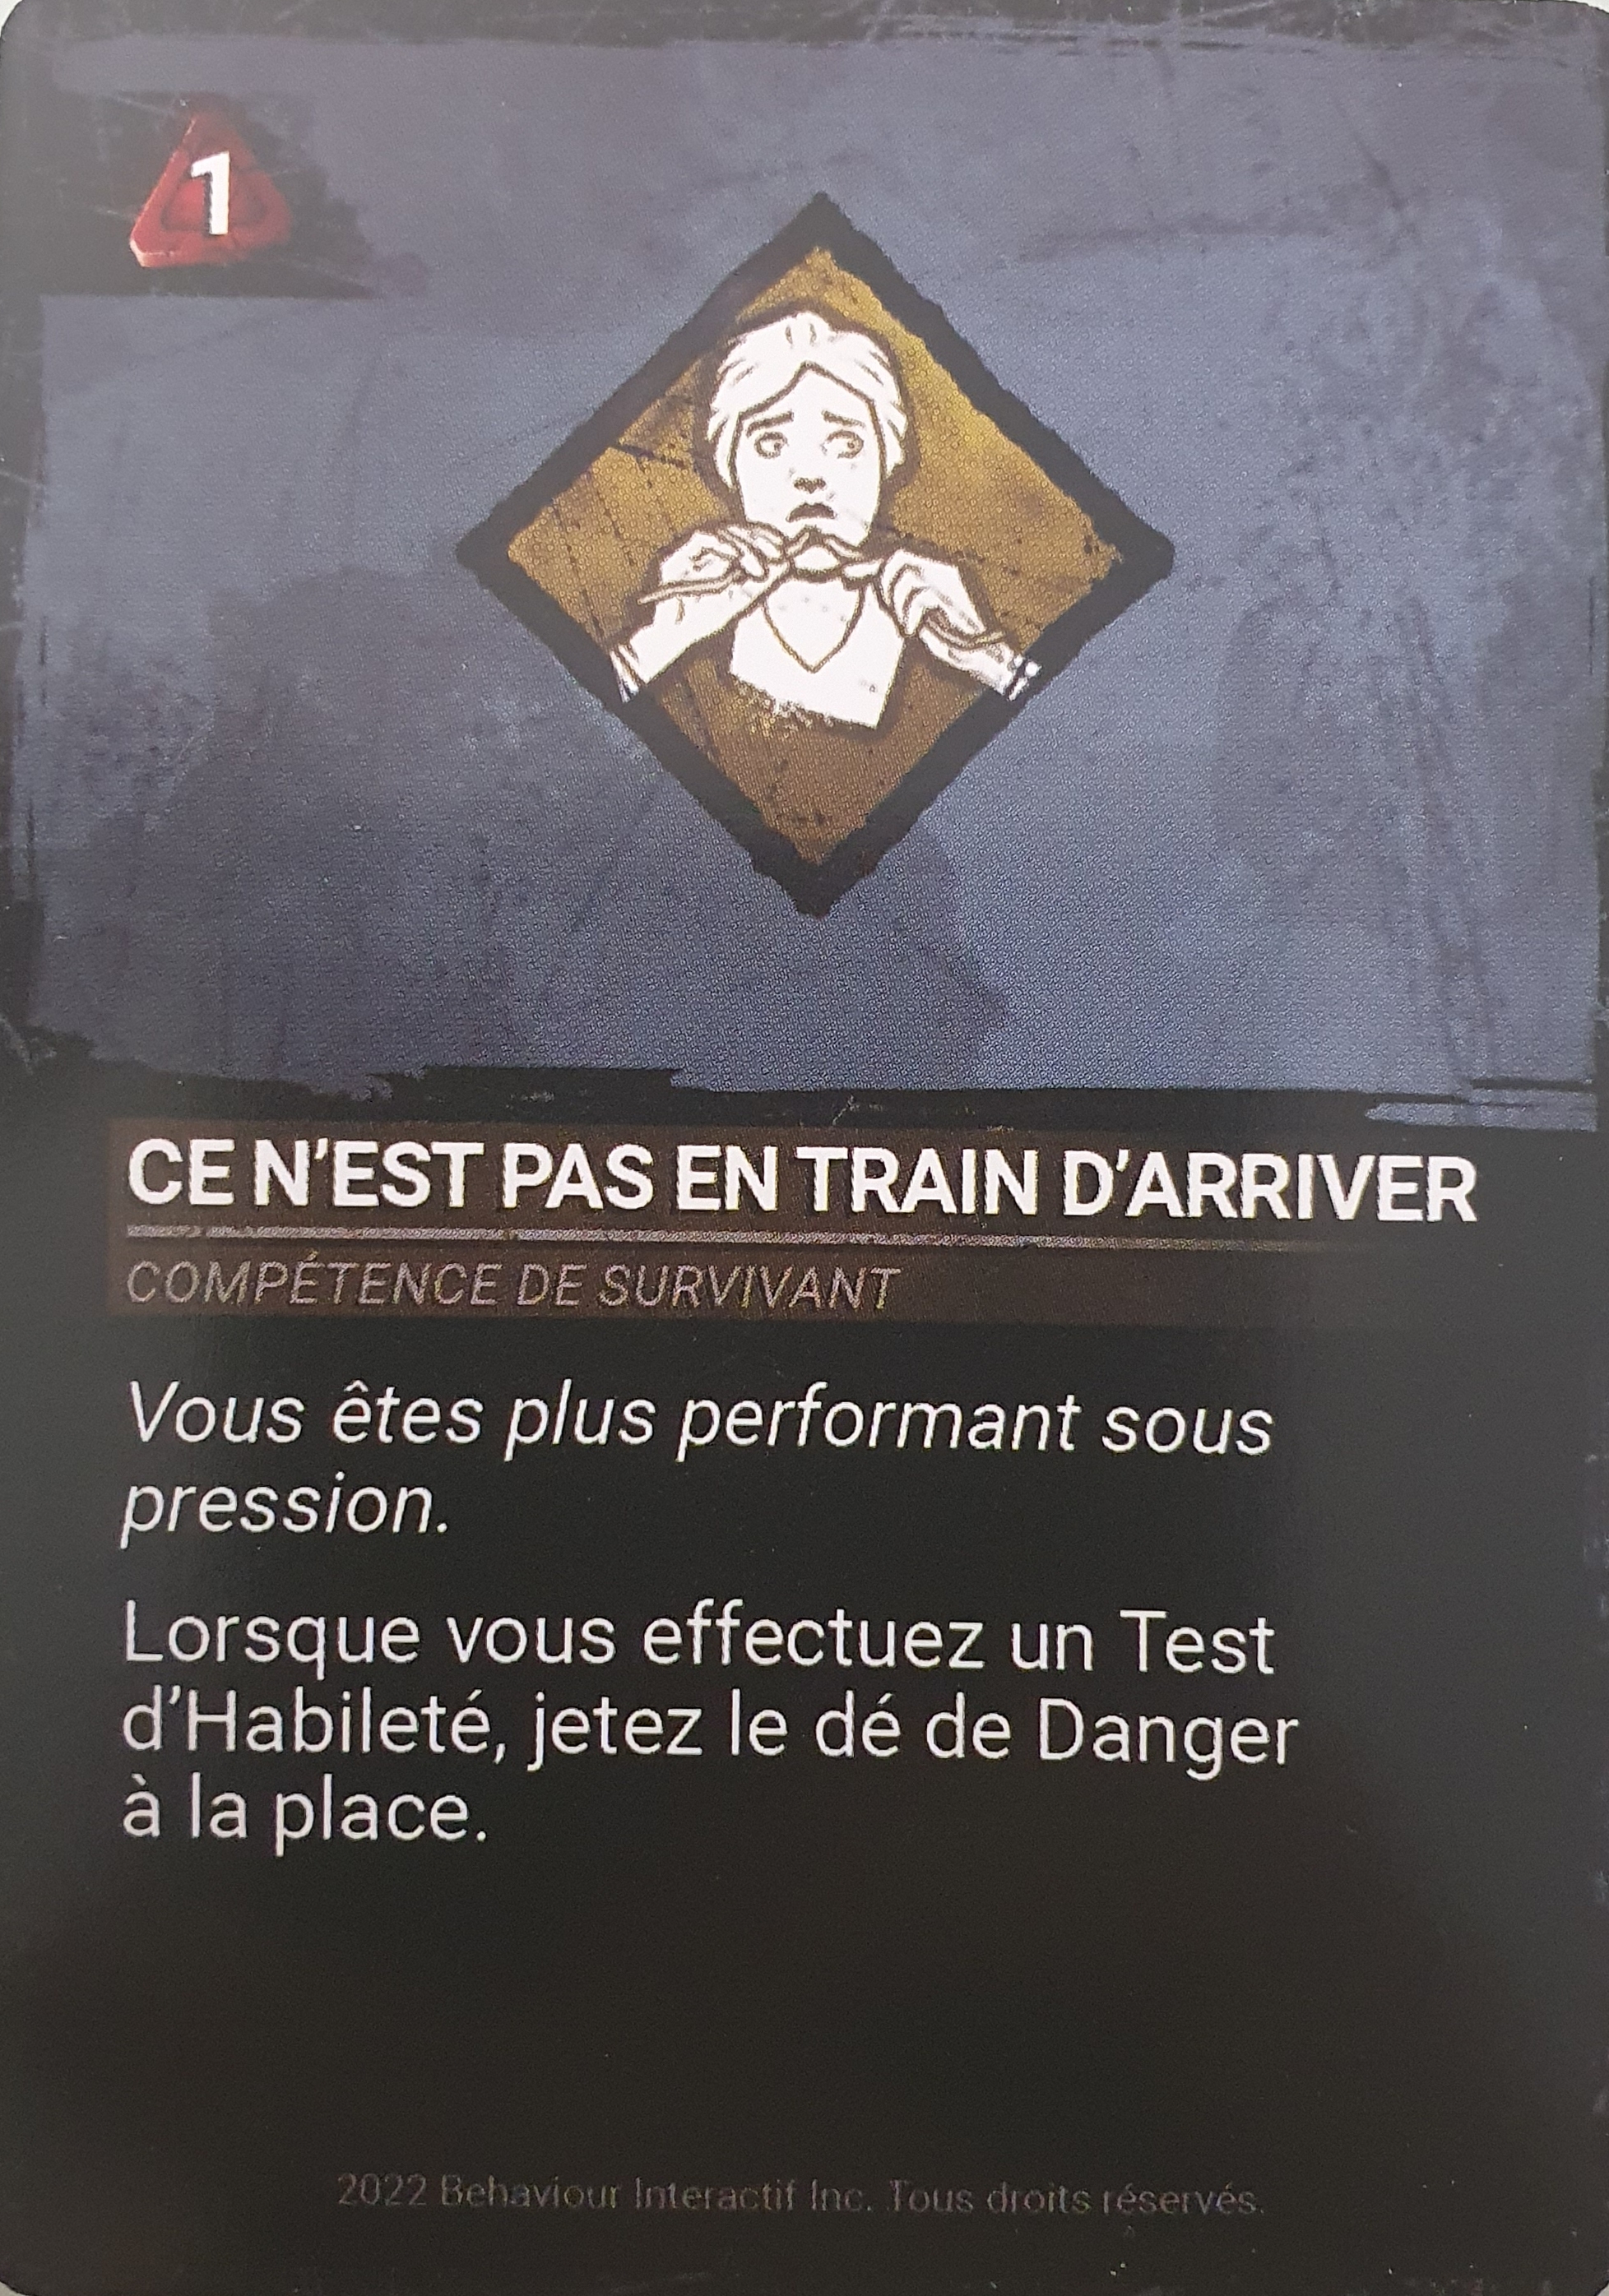 1
CE N'EST PAS EN TRAIN D'ARRIVER
COMPÉTENCE DE SURVIVANT
Vous êtes plus performant sous
pression.
Lorsque vous effectuez un Test
d'Habileté, jetez le dé de Danger
à la place.
2022 Behaviour Interactif Inc. Tous droits réservés.